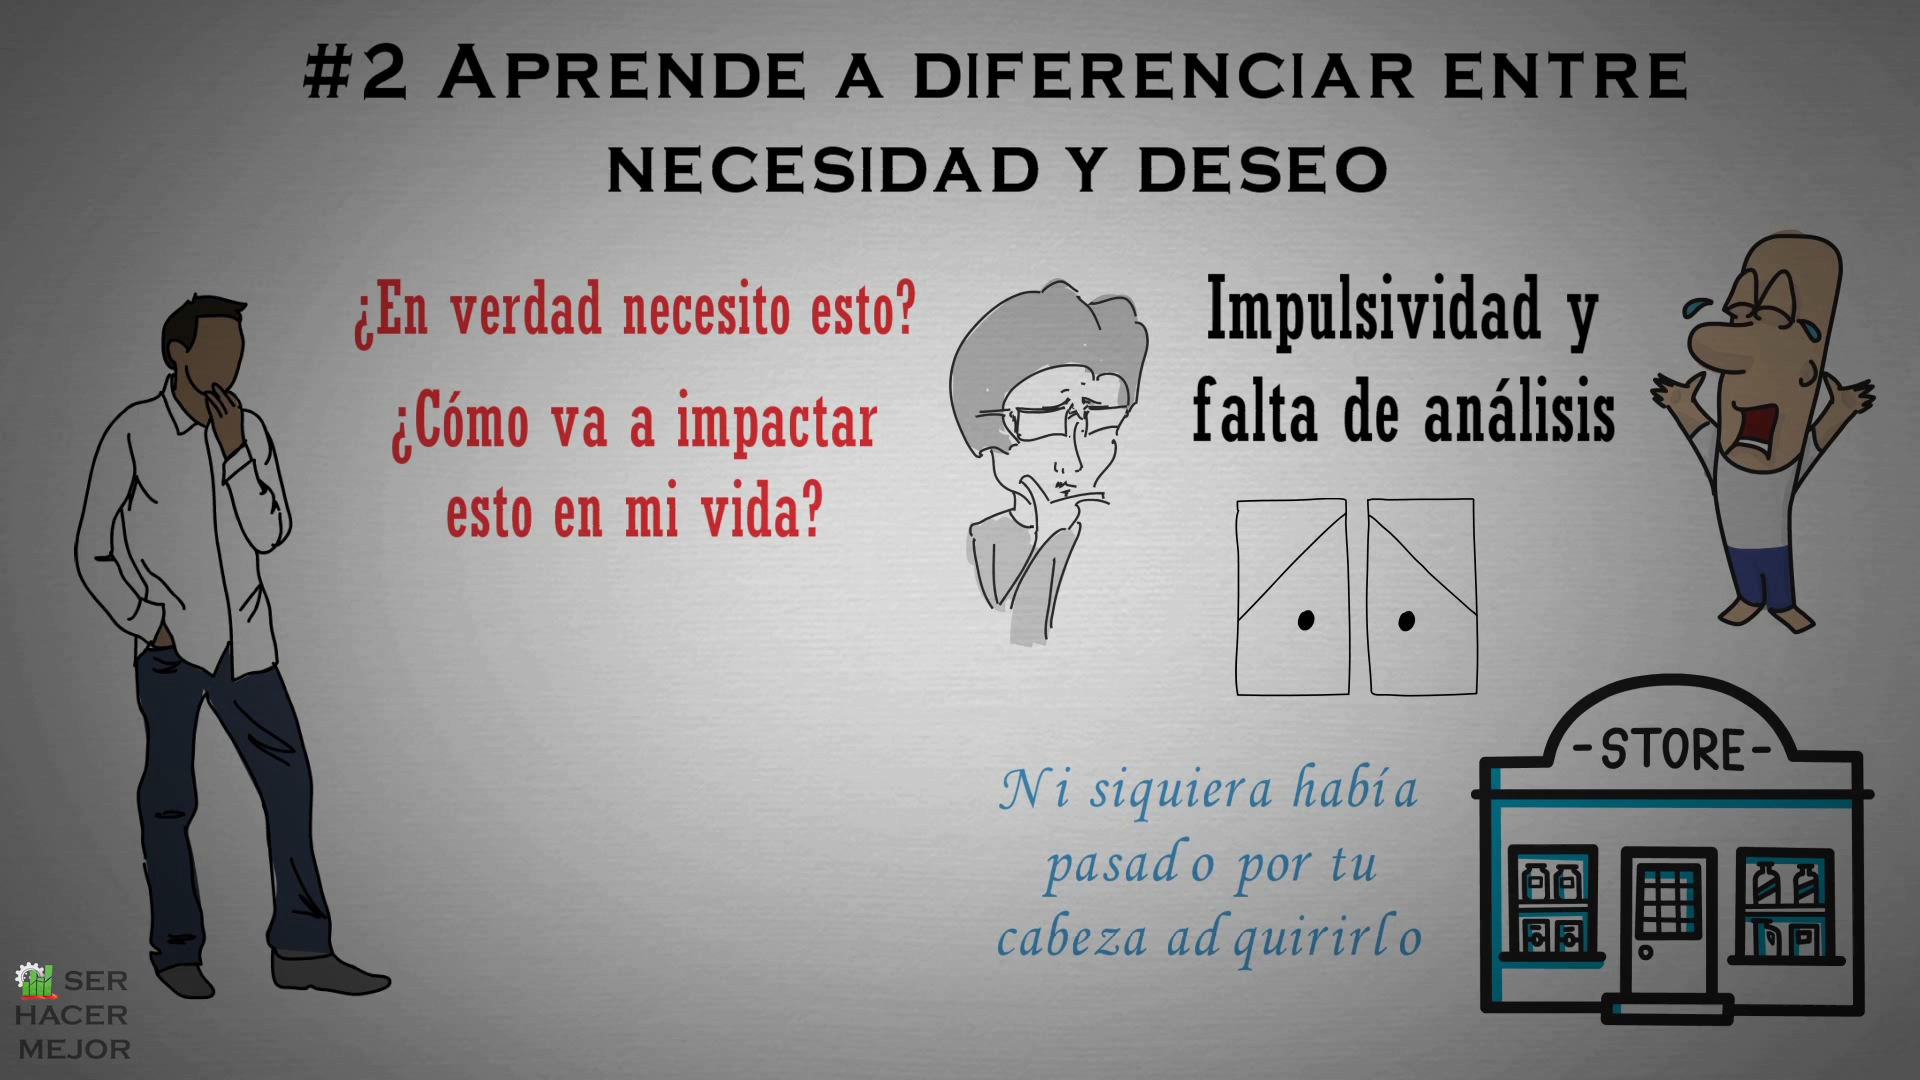 #2 Aprende a diferenciar entre
necesidad y deseo
¿En verdad necesito esto?
¿Cómo va a impactar
esto en mi vida?
Impulsividad y
falta de análisis
Ni siquiera había
pasado por tu
cabeza adquirirlo
-STORE-
SER
HACER
MEJOR